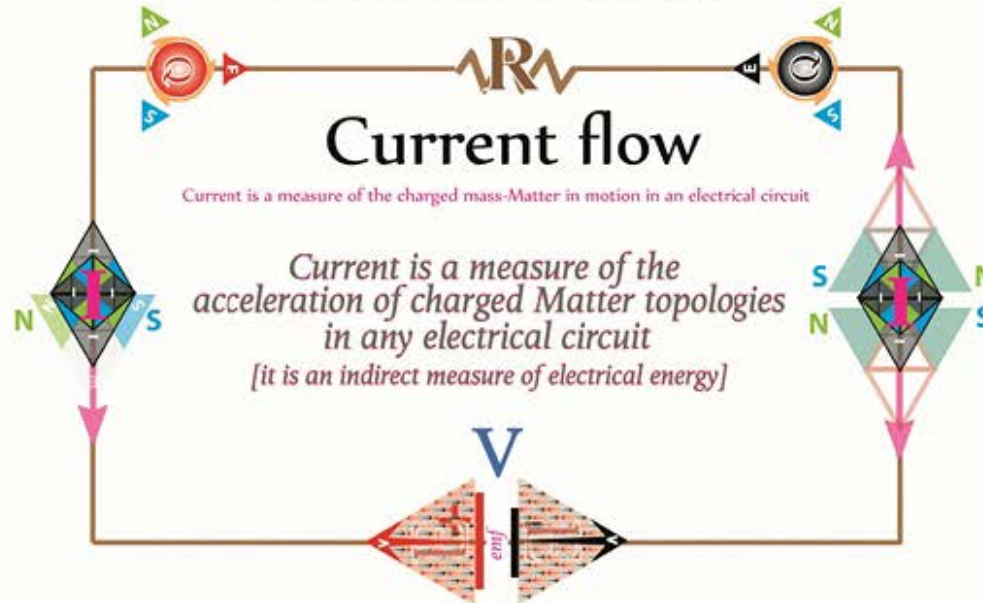 N
N
F
R
E
S
S
Current flow
Current is a measure of the charged mass-Matter in motion in an electrical circuit
Current is a measure of the
acceleration of charged Matter topologies
in any electrical circuit
[it is an indirect measure of electrical energy]
I
N
S
I
S
N
N
S
V
emf